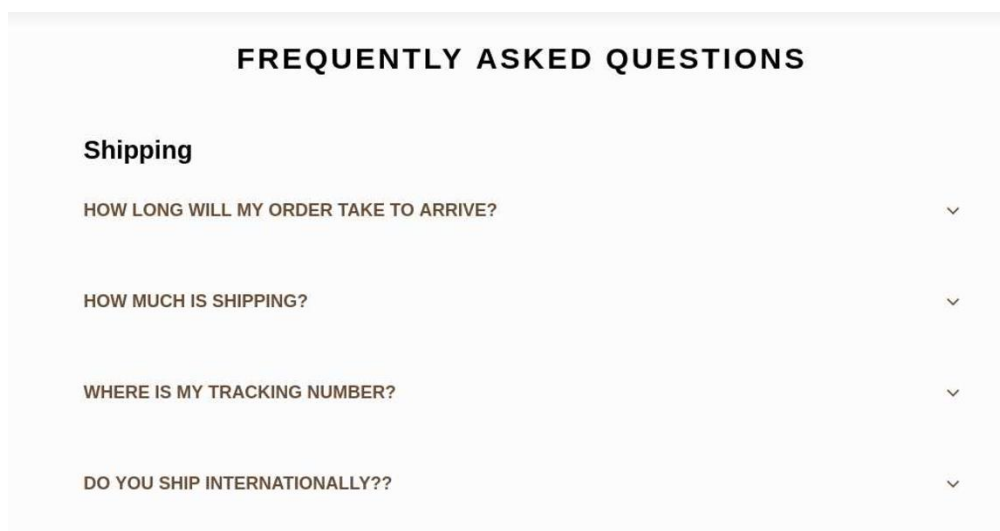 FREQUENTLY ASKED QUESTIONS
Shipping
HOW LONG WILL MY ORDER TAKE TO ARRIVE?
HOW MUCH IS SHIPPING?
WHERE IS MY TRACKING NUMBER?
DO YOU SHIP INTERNATIONALLY??